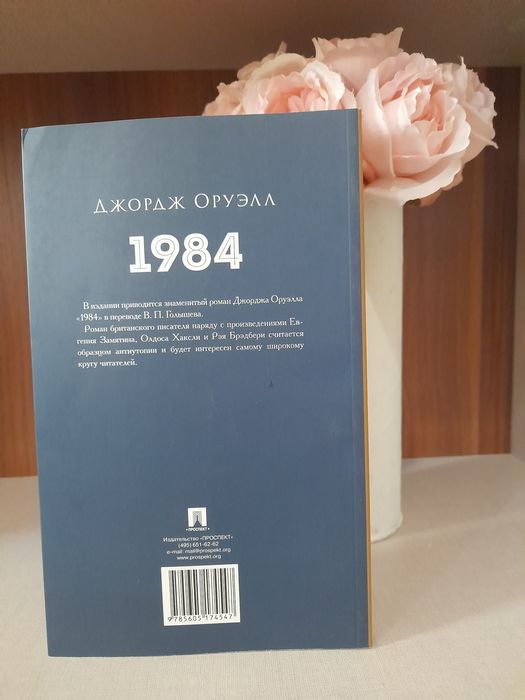 Джордж Оруэлл
1984
В издании приводится знаменитый роман Джорджа Оруэлла
«1984» в переводе В. П. Голышева.
Роман британского писателя наряду с произведениями Ев-
гения Замятина, Олдоса Хаксли и Рэя Брэдбери считается
образцом антиутопии и будет интересен самому широкому
кругу читателей.
•ПРОСПЕКТ•
Издательство «ПРОСПЕКТ»
(495) 651-62-62
e-mail: mail@prospekt.org
www.prospekt.org
9785605174547